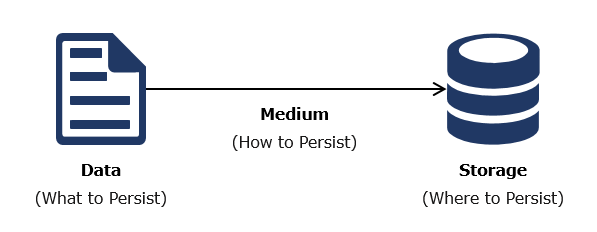 Medium
(How to Persist)
Data
(What to Persist)
Storage
(Where to Persist)